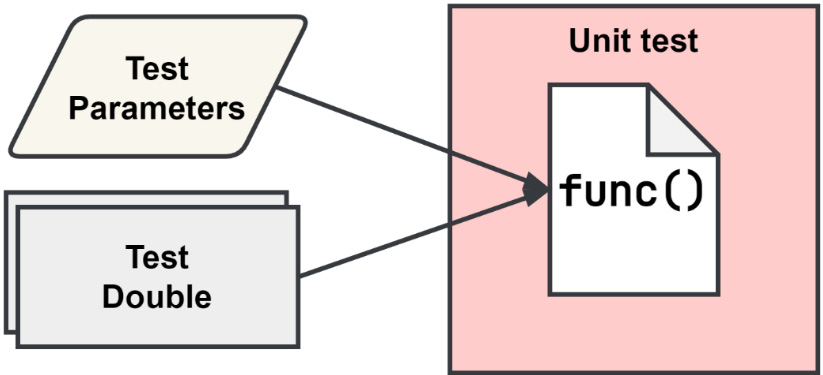 Test
Parameters
Test
Double
Unit test
func()